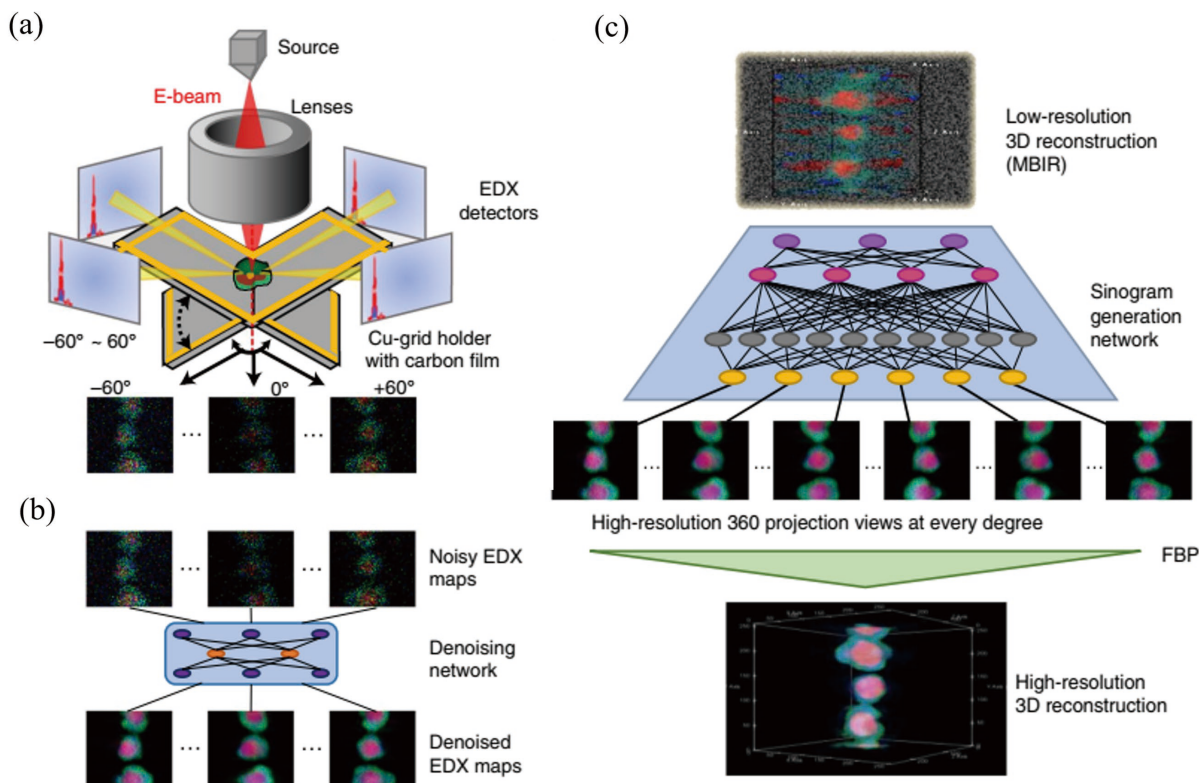 (a)
Source
E-beam
Lenses
EDX
detectors
−60° ~ 60°
Cu-grid holder
with carbon film
−60°
0°
+60°
...
...
(b)
Noisy EDX
maps
...
...
Denoising
network
Denoised
EDX maps
...
...
(c)
Low-resolution
3D reconstruction
(MBIR)
Sinogram
generation
network
...
...
...
...
...
High-resolution 360 projection views at every degree
FBP
High-resolution
3D reconstruction